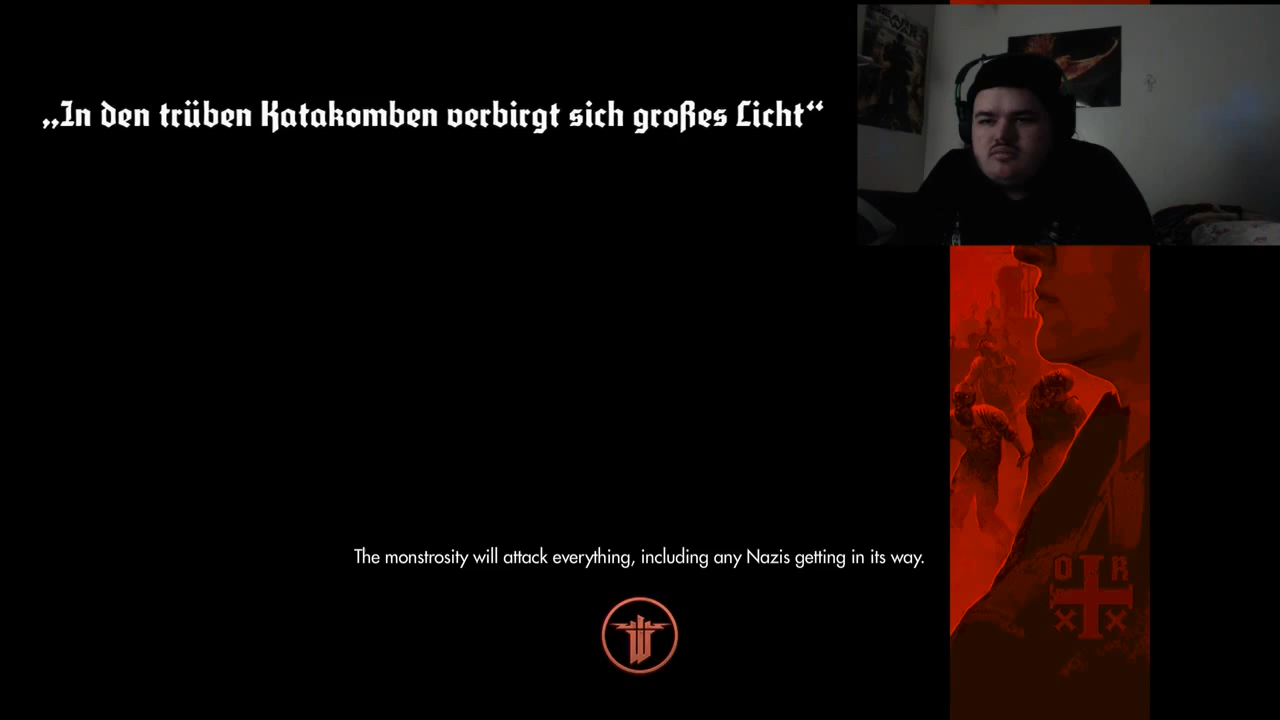 „In den trüben Katakomben verbirgt sich großes Licht“
The monstrosity will attack everything, including any Nazis getting in its way.
O R
X X